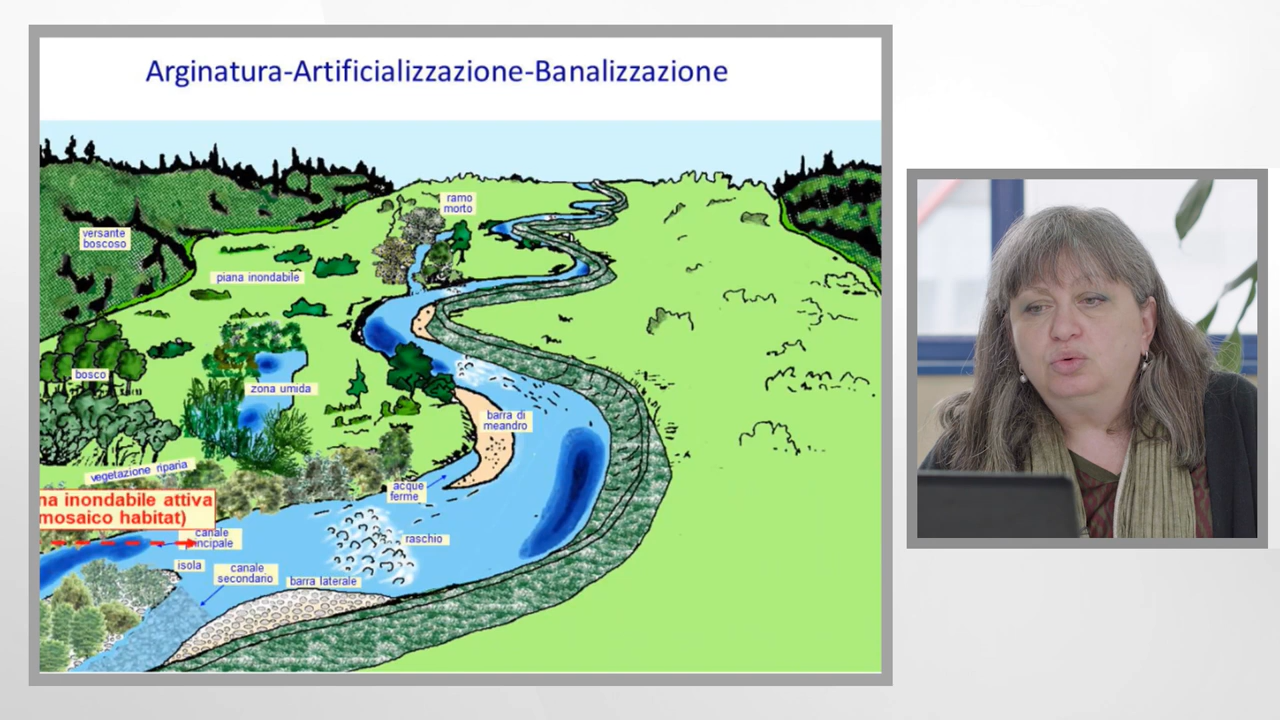 Arginatura-Artificializzazione-Banalizzazione
ramo
morto
versante
boscoso
piana inondabile
bosco
zona umida
barra di
meandro
vegetazione riparia
acque
ferme
na inondabile attiva
mosaico habitat)
canale
ncipale
raschio
isola
canale
secondario
barra laterale